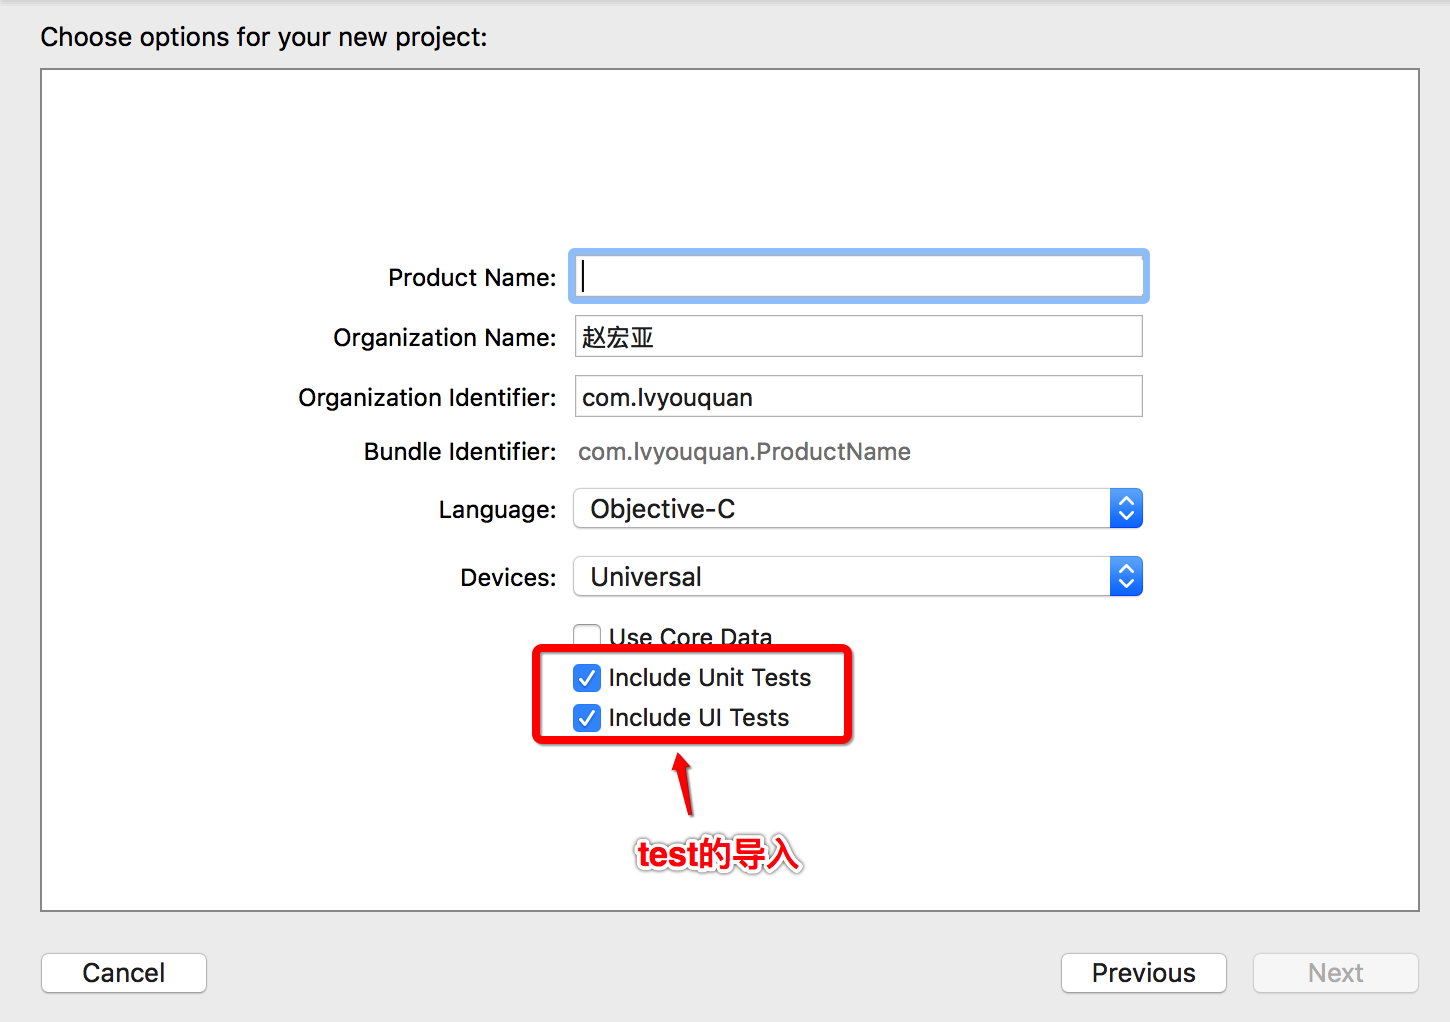 Choose options for your new project:
Product Name:
Organization Name: 赵宏亚
Organization Identifier: com.lvyouquan
Bundle Identifier: com.lvyouquan.ProductName
Language: Objective-C
Devices: Universal
Use Core Data
Include Unit Tests
Include UI Tests
test的导入
Cancel Previous Next